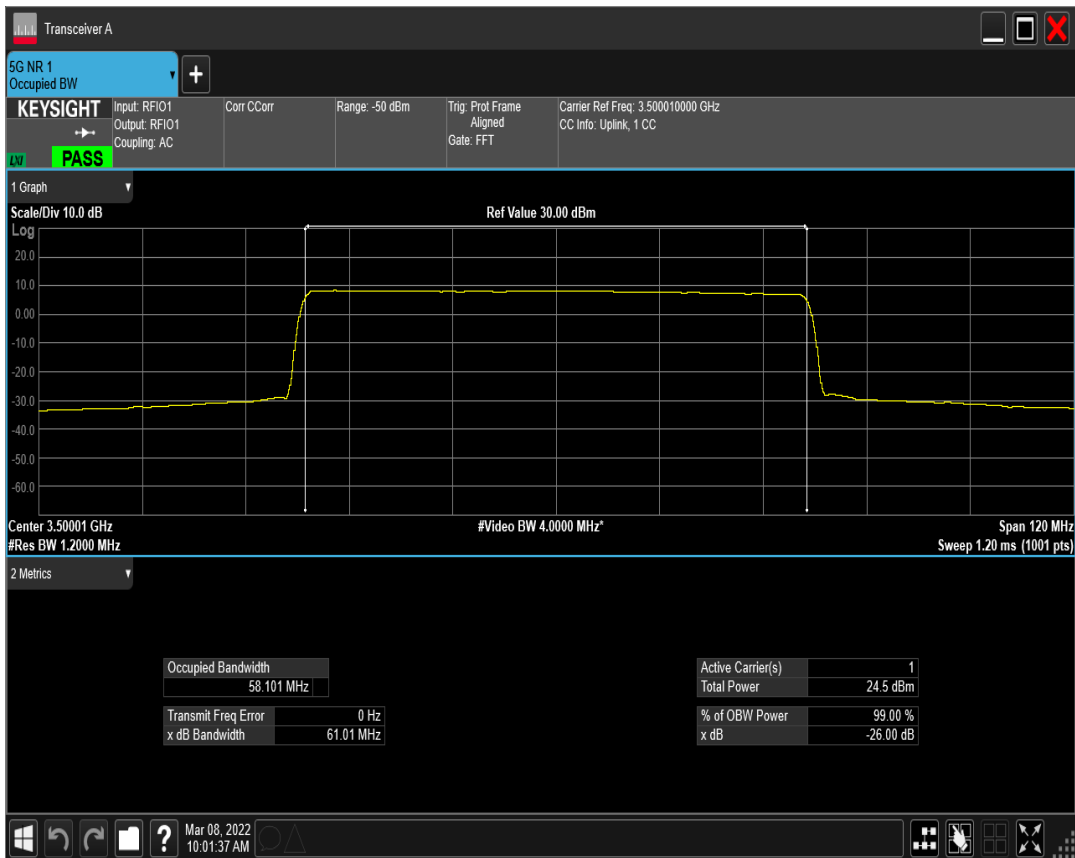 Transceiver A
5G NR 1
Occupied BW
KEYSIGHT
LXI
PASS
Input: RFIO1
Output: RFIO1
Coupling: AC
Corr CCorr
Range: -50 dBm
Trig: Prot Frame
Aligned
Gate: FFT
Carrier Ref Freq: 3.500010000 GHz
CC Info: Uplink, 1 CC
1 Graph
Scale/Div 10.0 dB
Ref Value 30.00 dBm
Log
20.0
10.0
0.00
-10.0
-20.0
-30.0
-40.0
-50.0
-60.0
Center 3.50001 GHz
#Video BW 4.0000 MHz*
Span 120 MHz
#Res BW 1.2000 MHz
Sweep 1.20 ms (1001 pts)
2 Metrics
Occupied Bandwidth
58.101 MHz
Transmit Freq Error 0 Hz
x dB Bandwidth 61.01 MHz
Active Carrier(s) 1
Total Power 24.5 dBm
% of OBW Power 99.00 %
x dB -26.00 dB
?
Mar 08, 2022
10:01:37 AM